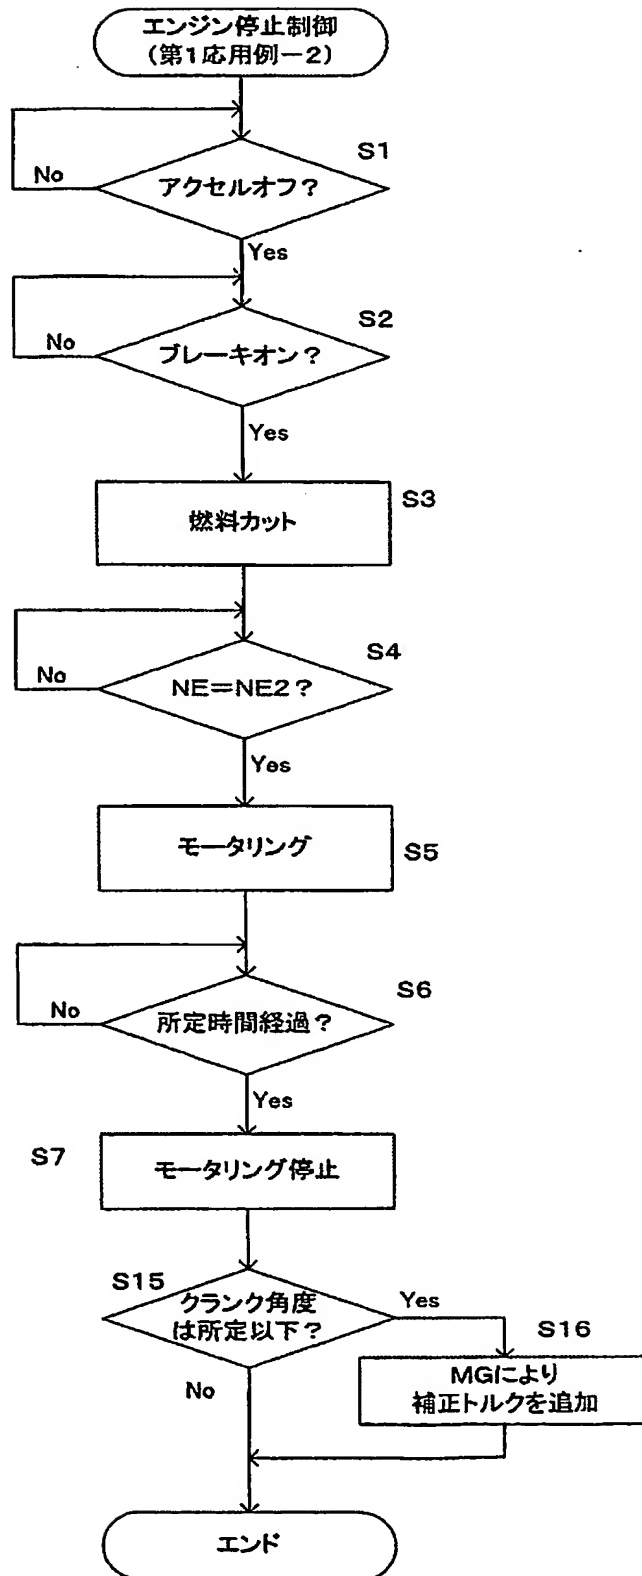 エンジン停止制御
(第1応用例−2)
S1
アクセルオフ?
No
Yes
S2
ブレーキオン?
No
Yes
S3
燃料カット
S4
NE=NE2?
No
Yes
モータリング
S5
S6
所定時間経過?
No
Yes
S7
モータリング停止
S15
クランク角度
は所定以下?
Yes
S16
No
MGにより
補正トルクを追加
エンド